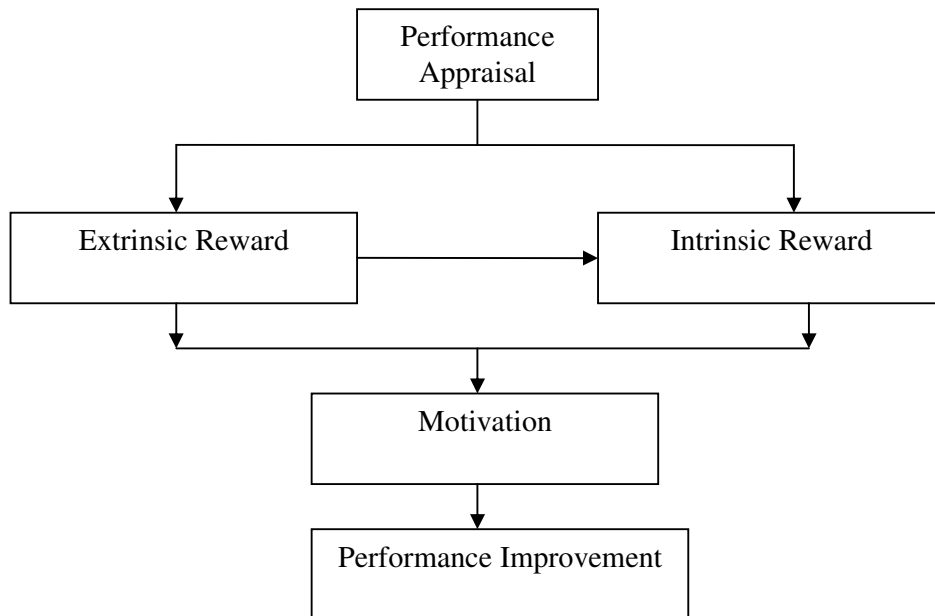 Performance
Appraisal
Extrinsic Reward
Intrinsic Reward
Motivation
Performance Improvement